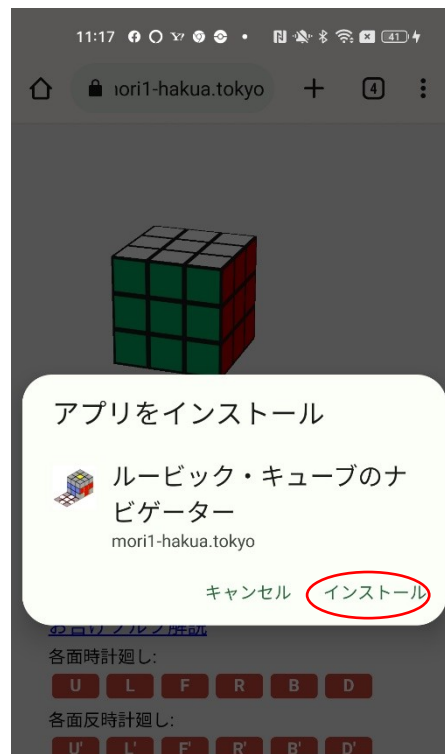 11:17
41
mori1-hakua.tokyo
4
アプリをインストール
ルービック・キューブのナ
ビゲーター
mori1-hakua.tokyo
キャンセル インストール
各面時計廻し:
U L F R B D
各面反時計廻し:
U' L' F' R' B' D'